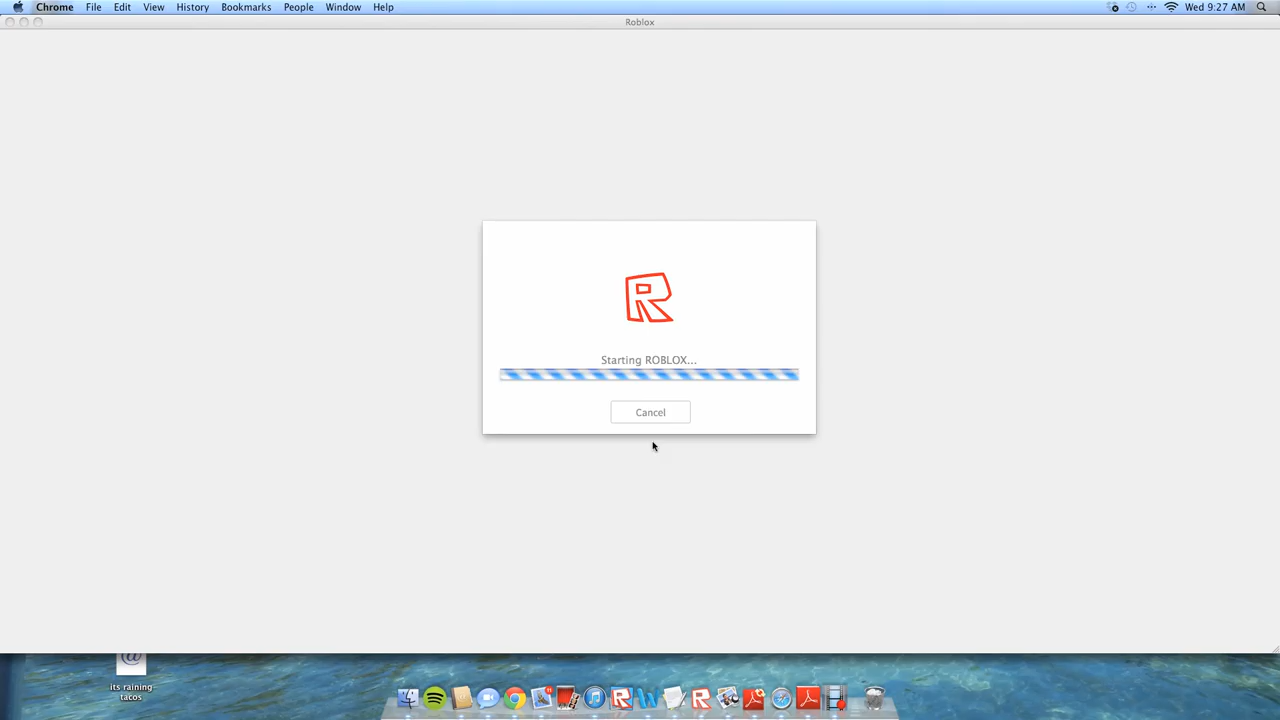 Chrome File Edit View History Bookmarks People Window Help Wed 9:27 AM
Roblox
R
Starting ROBLOX...
Cancel
@
its raining
tacos
W